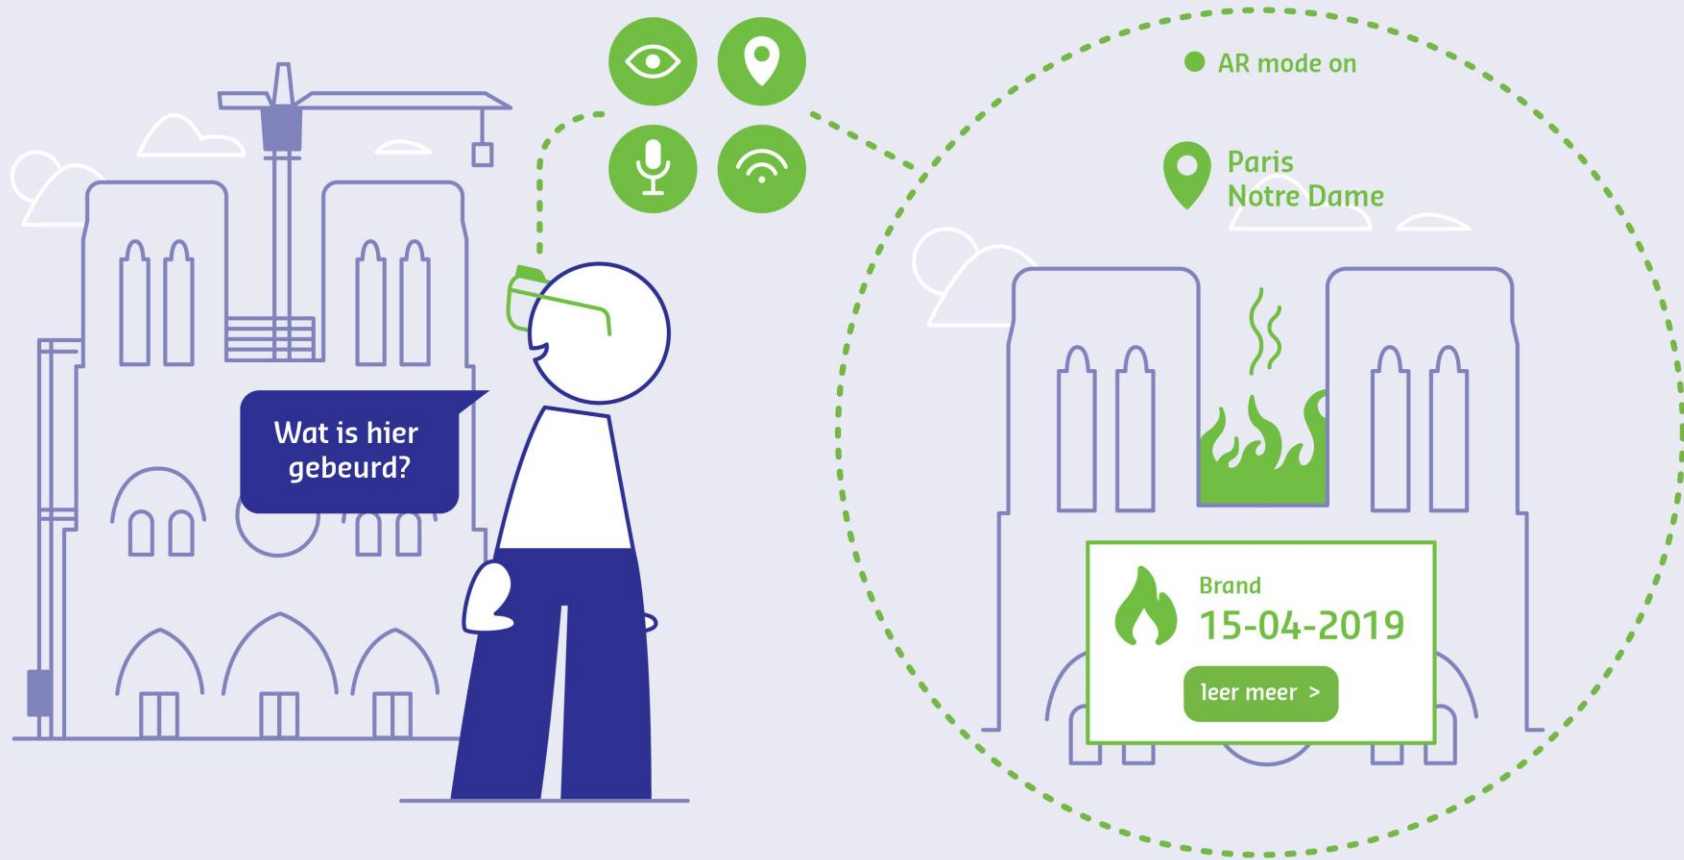 Wat is hier
gebeurd?
AR mode on
Paris
Notre Dame
Brand
15-04-2019
leer meer >